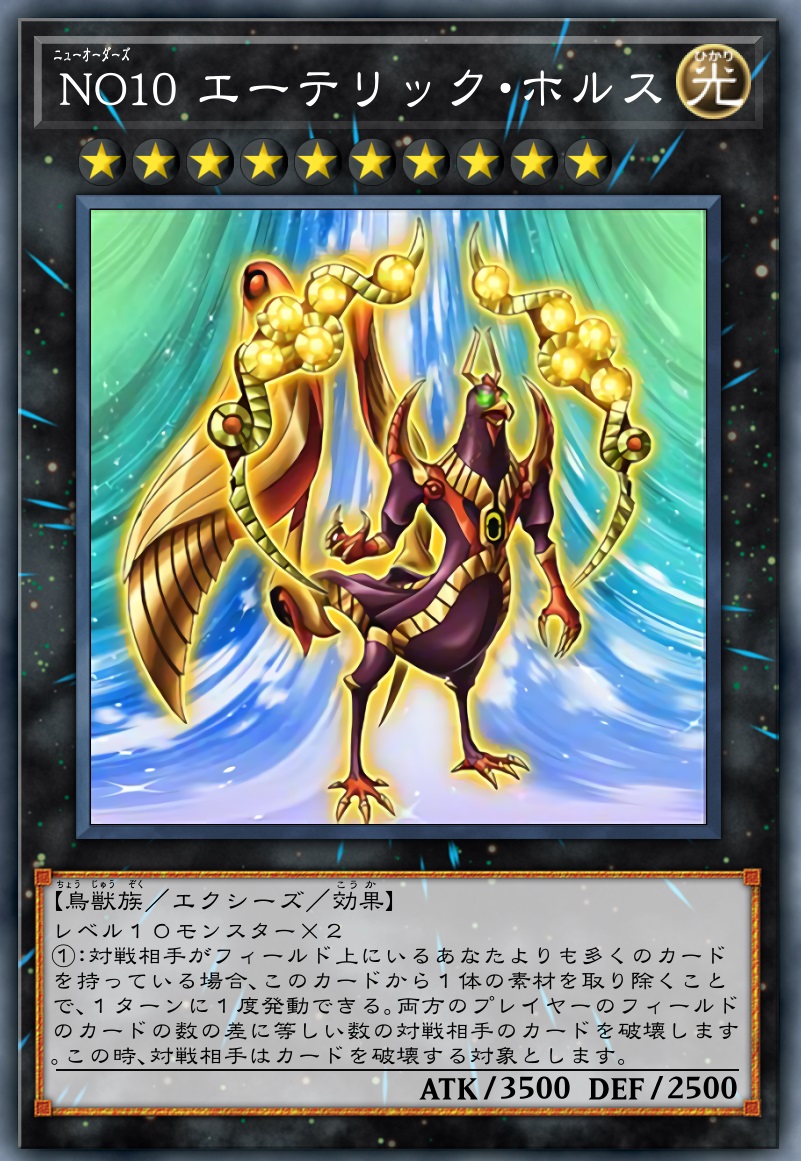 ニューオーダーズ
NO10 エーテリック・ホルス
ひかり
光
ちょう じゅう ぞく こう か
【鳥獣族／エクシーズ／効果】
レベル１０モンスター×２
①：対戦相手がフィールド上にいるあなたよりも多くのカード
を持っている場合、このカードから１体の素材を取り除くこと
で、１ターンに１度発動できる。両方のプレイヤーのフィールド
のカードの数の差に等しい数の対戦相手のカードを破壊します
。この時、対戦相手はカードを破壊する対象とします。
ATK/3500 DEF/2500